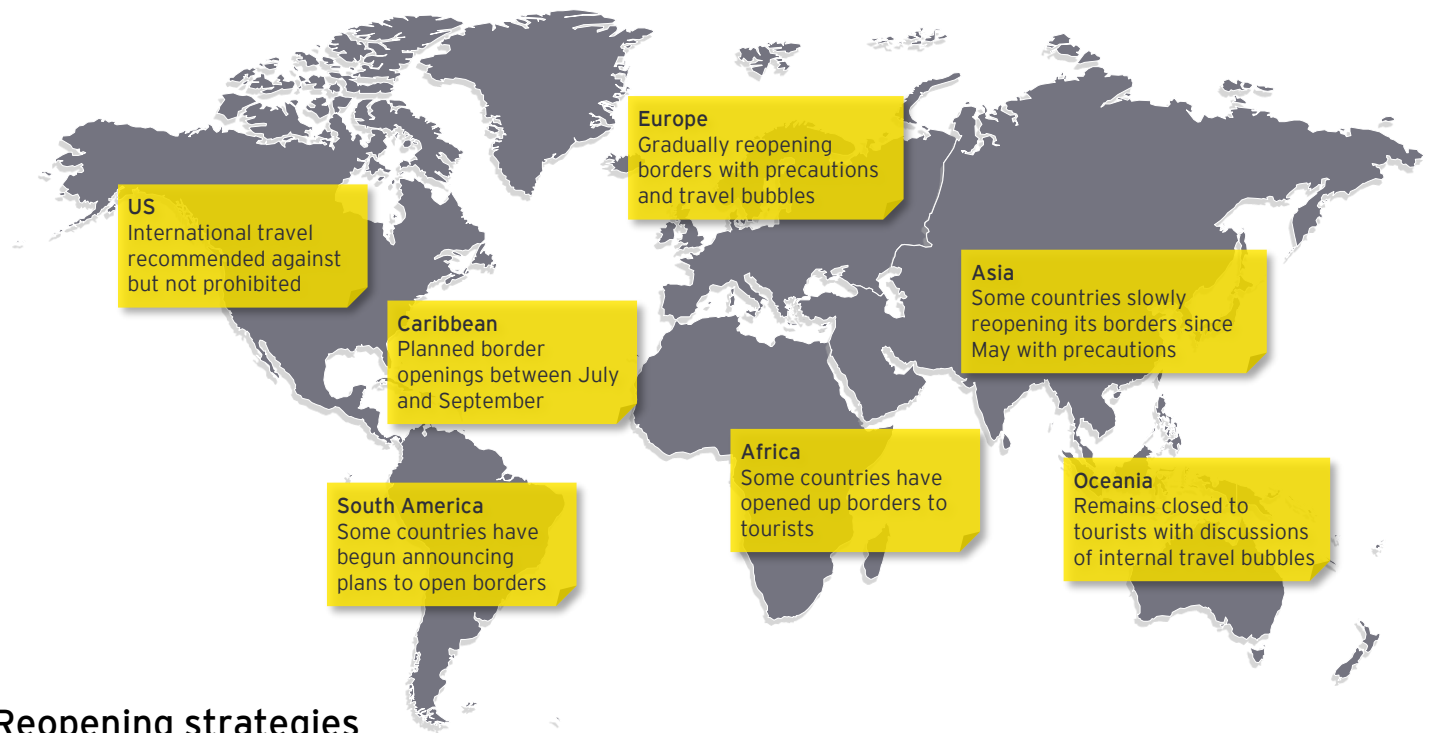 Europe
Gradually reopening
borders with precautions
and travel bubbles
US
International travel
recommended against
but not prohibited
Asia
Some countries slowly
reopening its borders since
May with precautions
Caribbean
Planned border
openings between July
and September
Africa
Some countries have
opened up borders to
tourists
Oceania
Remains closed to
tourists with discussions
of internal travel bubbles
South America
Some countries have
begun announcing
plans to open borders
Reopening strategies